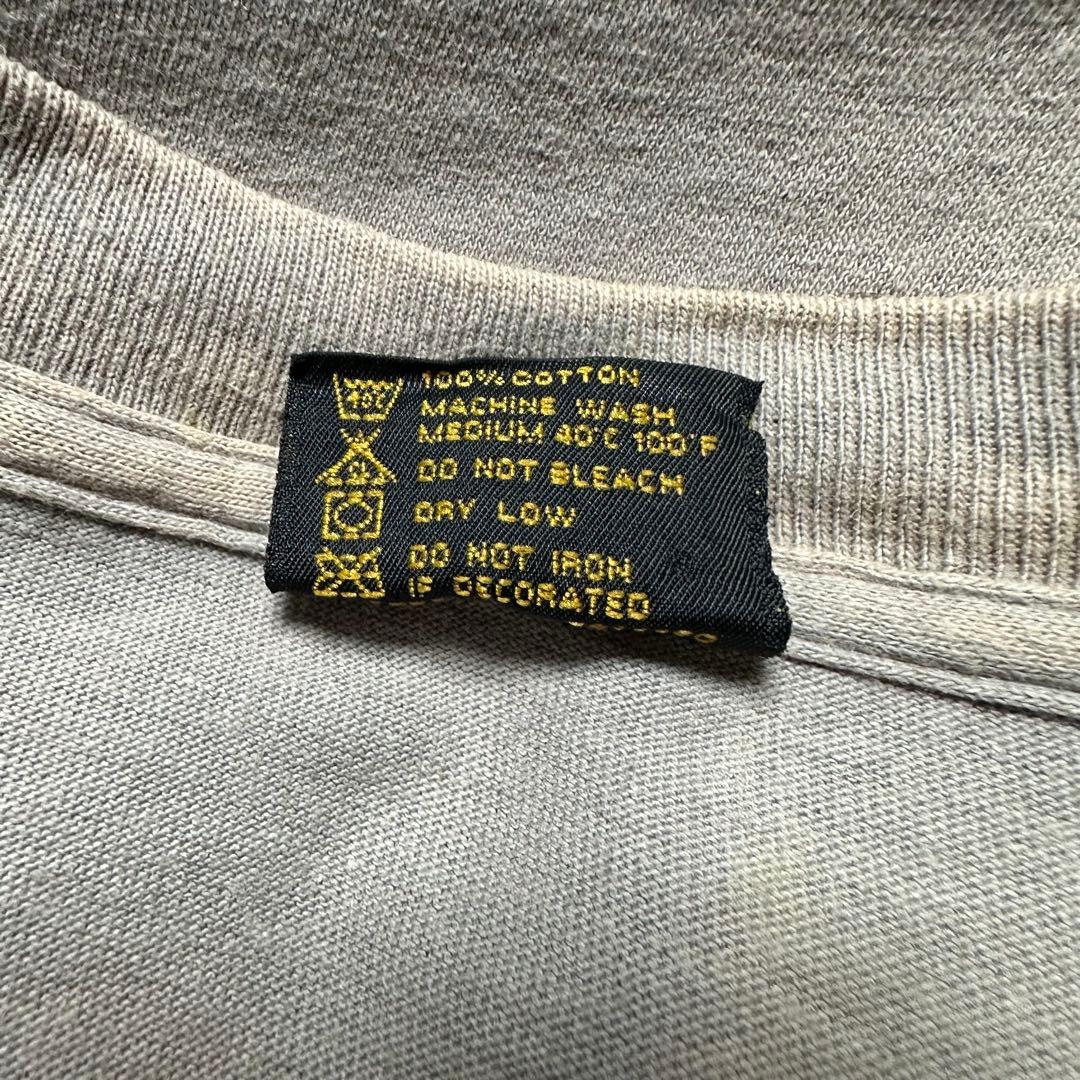 100% COTTON
MACHINE WASH
MEDIUM 40°C 100°F
DO NOT BLEACH
DRY LOW
DO NOT IRON
IF DECORATED